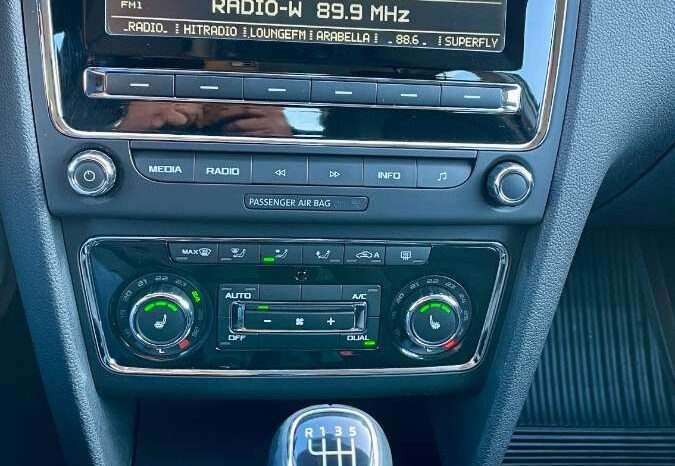 FM1
RADIO-W 89.9 MHz
RADIO HITRADIO LOUNGEFM ARABELLA 88.6 SUPERFLY
MEDIA RADIO INFO
PASSENGER AIR BAG
MAX A
AUTO A/C
- +
OFF DUAL
R 1 3 5